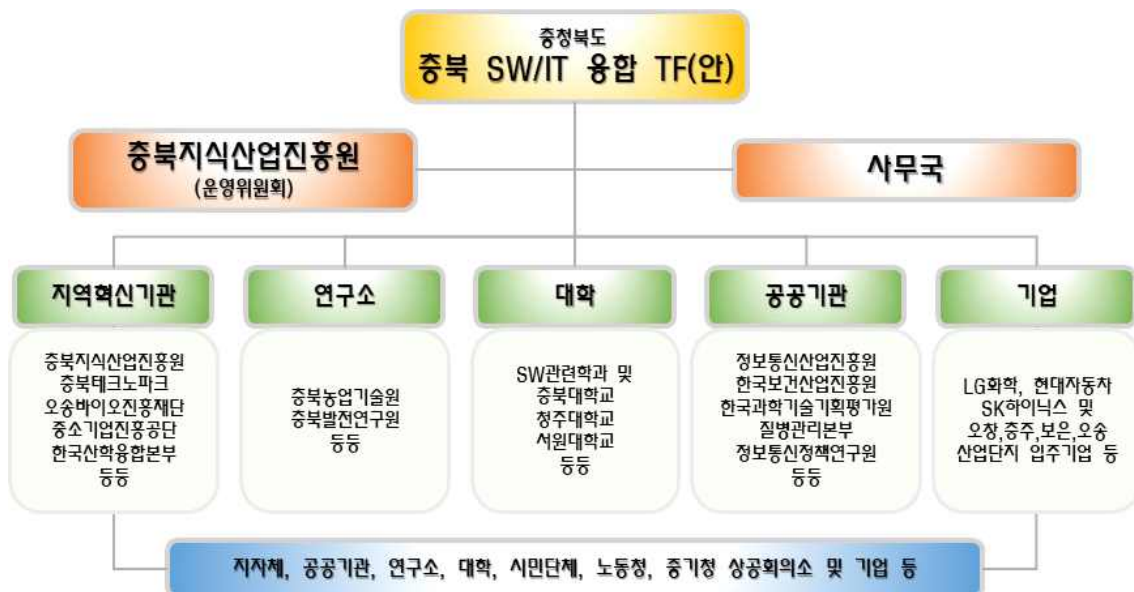 충청북도
충북 SW/IT 융합 TF(안)
충북지식산업진흥원
(운영위원회)
사무국
지역혁신기관
충북지식산업진흥원
충북테크노파크
오송바이오진흥재단
중소기업진흥공단
한국산학융합본부
등등
연구소
충북농업기술원
충북발전연구원
등등
대학
SW관련학과 및
충북대학교
청주대학교
서원대학교
등등
공공기관
정보통신산업진흥원
한국보건산업진흥원
한국과학기술기획평가원
질병관리본부
정보통신정책연구원
등등
기업
LG화학, 현대자동차
SK하이닉스 및
오창,충주,보은,오송
산업단지 입주기업 등
지자체, 공공기관, 연구소, 대학, 시민단체, 노동청, 중기청 상공회의소 및 기업 등